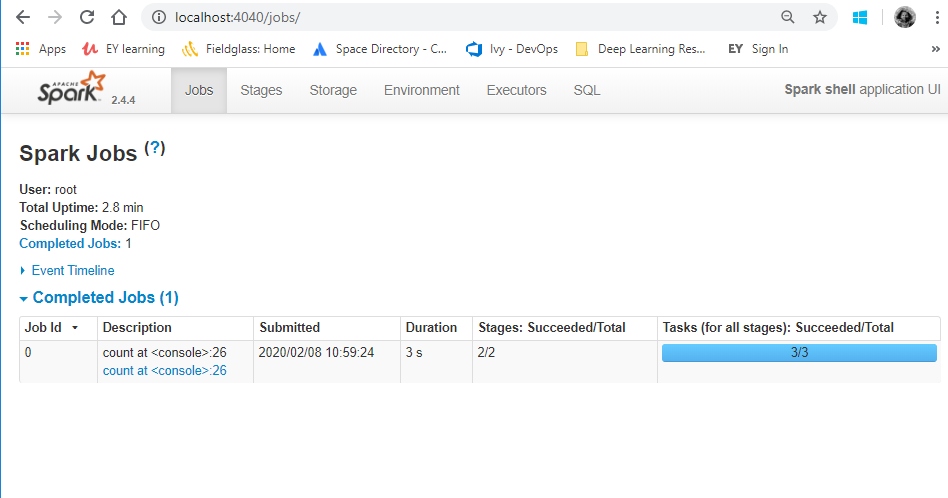 localhost:4040/jobs/
Apps EY learning Fieldglass: Home Space Directory - C... Ivy - DevOps Deep Learning Res... EY Sign In »
APACHE Spark 2.4.4 Jobs Stages Storage Environment Executors SQL Spark shell application UI
Spark Jobs (?)
User: root
Total Uptime: 2.8 min
Scheduling Mode: FIFO
Completed Jobs: 1
Event Timeline
Completed Jobs (1)
Job Id Description Submitted Duration Stages: Succeeded/Total Tasks (for all stages): Succeeded/Total
0 count at <console>:26 2020/02/08 10:59:24 3 s 2/2 3/3
count at <console>:26